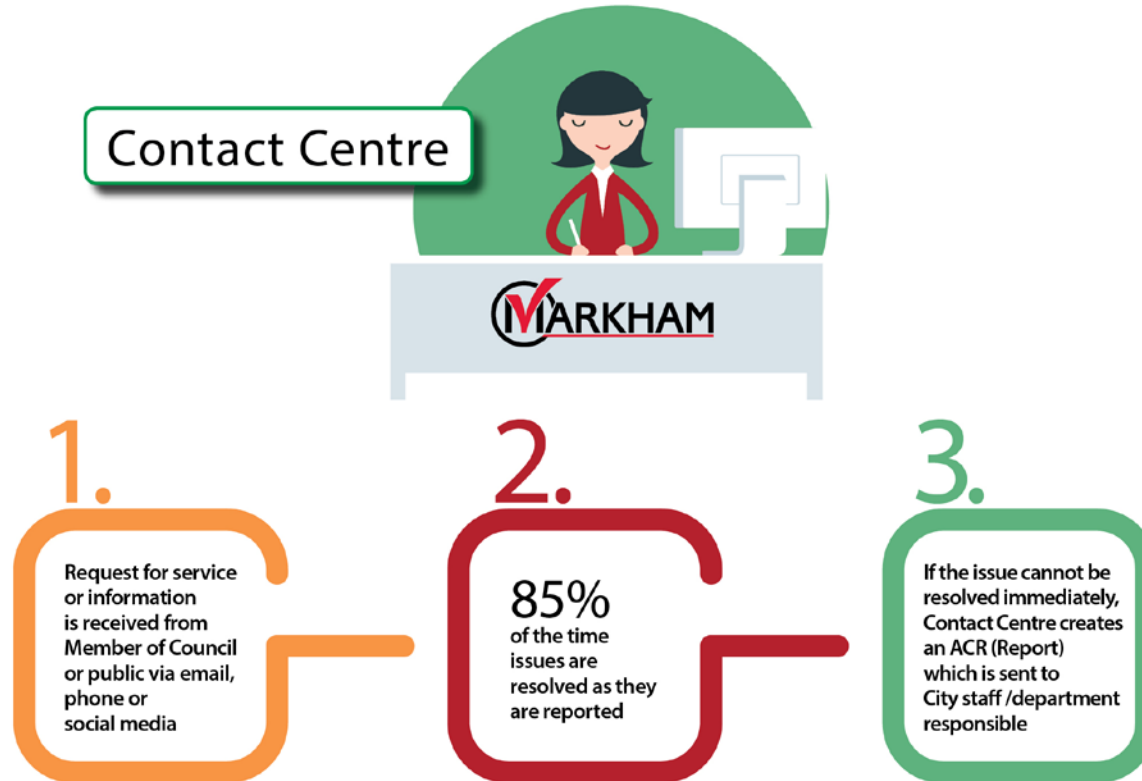 Contact Centre
MARKHAM
1.
Request for service
or information
is received from
Member of Council
or public via email,
phone or
social media
2.
85%
of the time
issues are
resolved as they
are reported
3.
If the issue cannot be
resolved immediately,
Contact Centre creates
an ACR (Report)
which is sent to
City staff /department
responsible